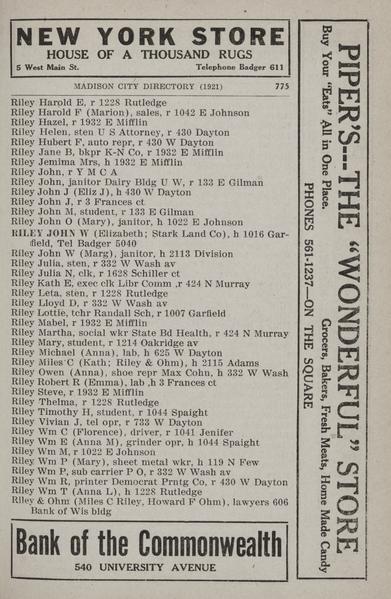 NEW YORK STORE
HOUSE OF A THOUSAND RUGS
5 West Main St. Telephone Badger 611
MADISON CITY DIRECTORY (1921) 775
Riley Harold E, r 1228 Rutledge
Riley Harold F (Marion), sales, r 1042 E Johnson
Riley Hazel, r 1932 E Mifflin
Riley Helen, sten U S Attorney, r 430 Dayton
Riley Hubert F, auto repr, r 430 W Dayton
Riley Jane B, bkpr K-N Co, r 1932 E Mifflin
Riley Jemima Mrs, h 1932 E Mifflin
Riley John, r Y M C A
Riley John, janitor Dairy Bldg U W, r 133 E Gilman
Riley John J (Eliz J), h 430 W Dayton
Riley John J, r 3 Frances ct
Riley John M, student, r 133 E Gilman
Riley John O (Mary), janitor, h 1022 E Johnson
RILEY JOHN W (Elizabeth; Stark Land Co), h 1016 Gar-
field, Tel Badger 5040
Riley John W (Marg), janitor, h 2113 Division
Riley Julia, sten, r 332 W Wash av
Riley Julia N, clk, r 1628 Schiller ct
Riley Kath E, exec clk Libr Comm ,r 424 N Murray
Riley Leta, sten, r 1228 Rutledge
Riley Lloyd D, r 332 W Wash av
Riley Lottie, tchr Randall Sch, r 1007 Garfield
Riley Mabel, r 1932 E Mifflin
Riley Martha, social wkr State Bd Health, r 424 N Murray
Riley Mary, student, r 1214 Oakridge av
Riley Michael (Anna), lab, h 625 W Dayton
Riley Miles C (Kath; Riley & Ohm), h 2115 Adams
Riley Owen (Anna), shoe repr Max Cohn, h 332 W Wash
Riley Robert R (Emma), lab ,h 3 Frances ct
Riley Steve, r 1932 E Mifflin
Riley Thelma, r 1228 Rutledge
Riley Timothy H, student, r 1044 Spaight
Riley Vivian J, tel opr, r 733 W Dayton
Riley Wm C (Florence), driver, r 1041 Jenifer
Riley Wm E (Anna M), grinder opr, h 1044 Spaight
Riley Wm M, r 1022 E Johnson
Riley Wm P (Mary), sheet metal wkr, h 119 N Few
Riley Wm P, sub carrier P O, r 332 W Wash av
Riley Wm R, printer Democrat Prntg Co, r 430 W Dayton
Riley Wm T (Anna L), h 1228 Rutledge
Riley & Ohm (Miles C Riley, Howard F Ohm), lawyers 606
Bank of Wis bldg
Bank of the Commonwealth
540 UNIVERSITY AVENUE
PIPER'S---THE "WONDERFUL" STORE
Buy Your "Eats" All in One Place.
Grocers, Bakers, Fresh Meats, Home Made Candy
PHONES 561-1237—ON THE SQUARE